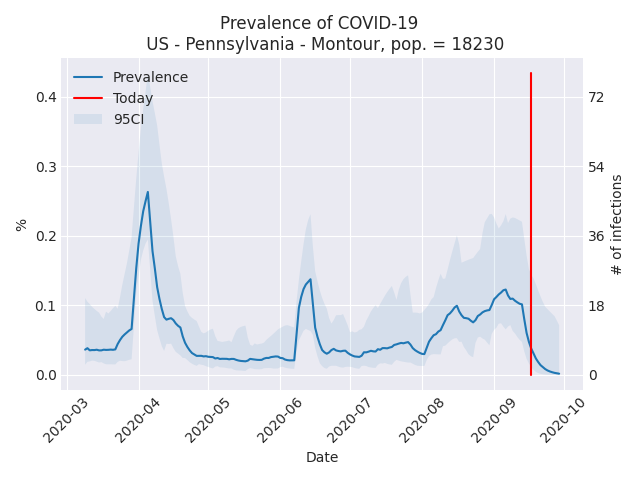 Prevalence of COVID-19
US - Pennsylvania - Montour, pop. = 18230
Prevalence
Today
95CI
0.4
0.3
0.2
0.1
0.0
%
72
54
36
18
0
# of infections
2020-03
2020-04
2020-05
2020-06
2020-07
2020-08
2020-09
2020-10
Date